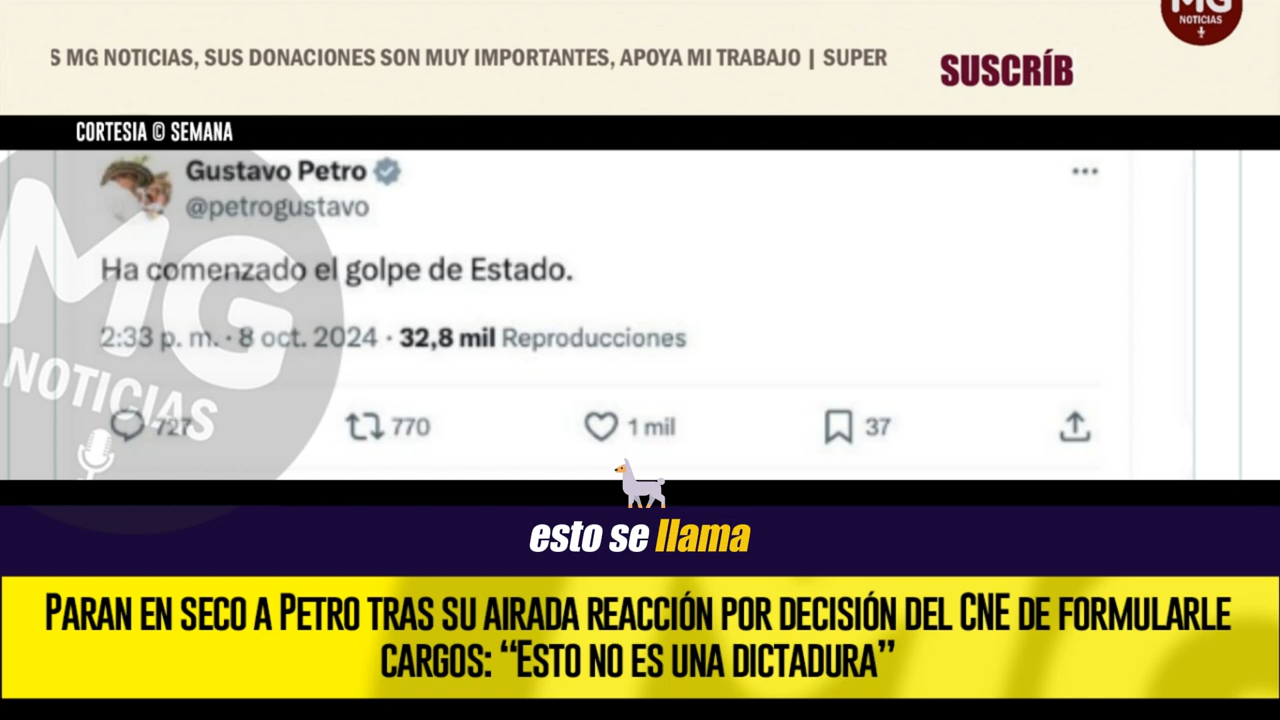 MG
NOTICIAS
S MG NOTICIAS, SUS DONACIONES SON MUY IMPORTANTES, APOYA MI TRABAJO | SUPER
SUSCRÍB
CORTESIA © SEMANA
Gustavo Petro
@petrogustavo
Ha comenzado el golpe de Estado.
2:33 p. m. · 8 oct. 2024 · 32,8 mil Reproducciones
727 770 1 mil 37
MG
NOTICIAS
esto se llama
PARAN EN SECO A PETRO TRAS SU AIRADA REACCIÓN POR DECISIÓN DEL CNE DE FORMULARLE
CARGOS: “ESTO NO ES UNA DICTADURA”